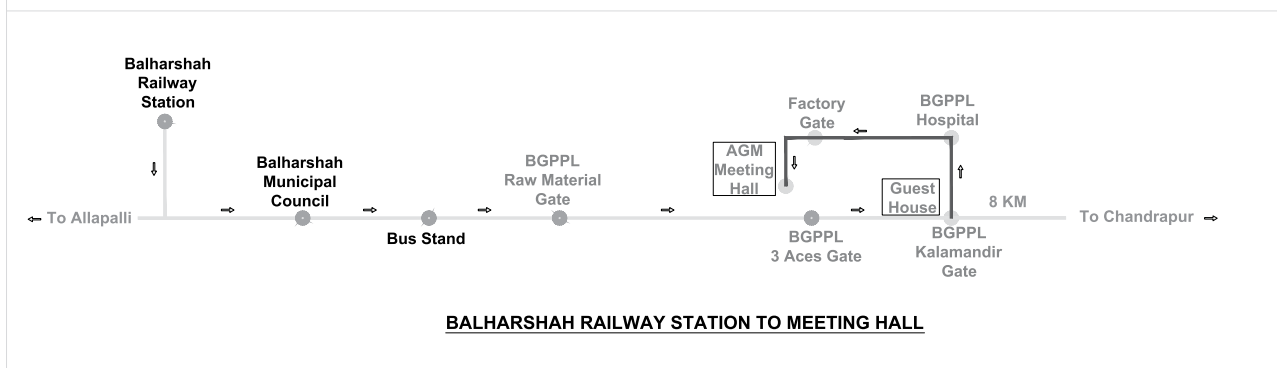 Balharshah
Railway
Station
Balharshah
Municipal
Council
Bus Stand
BGPPL
Raw Material
Gate
Factory
Gate
BGPPL
Hospital
AGM
Meeting
Hall
Guest
House
8 KM
To Allapalli
To Chandrapur
BGPPL
3 Aces Gate
BGPPL
Kalamandir
Gate
BALHARSHAH RAILWAY STATION TO MEETING HALL